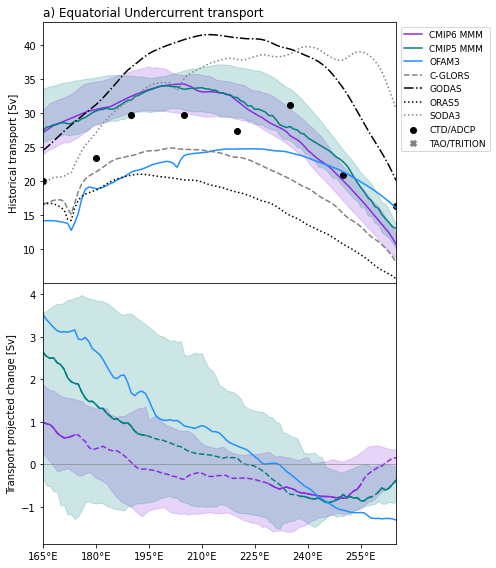 a) Equatorial Undercurrent transport
Historical transport [Sv]
40
35
30
25
20
15
10
CMIP6 MMM
CMIP5 MMM
OFAM3
C-GLORS
GODAS
ORAS5
SODA3
CTD/ADCP
TAO/TRITION
Transport projected change [Sv]
4
3
2
1
0
−1
165°E 180°E 195°E 210°E 225°E 240°E 255°E